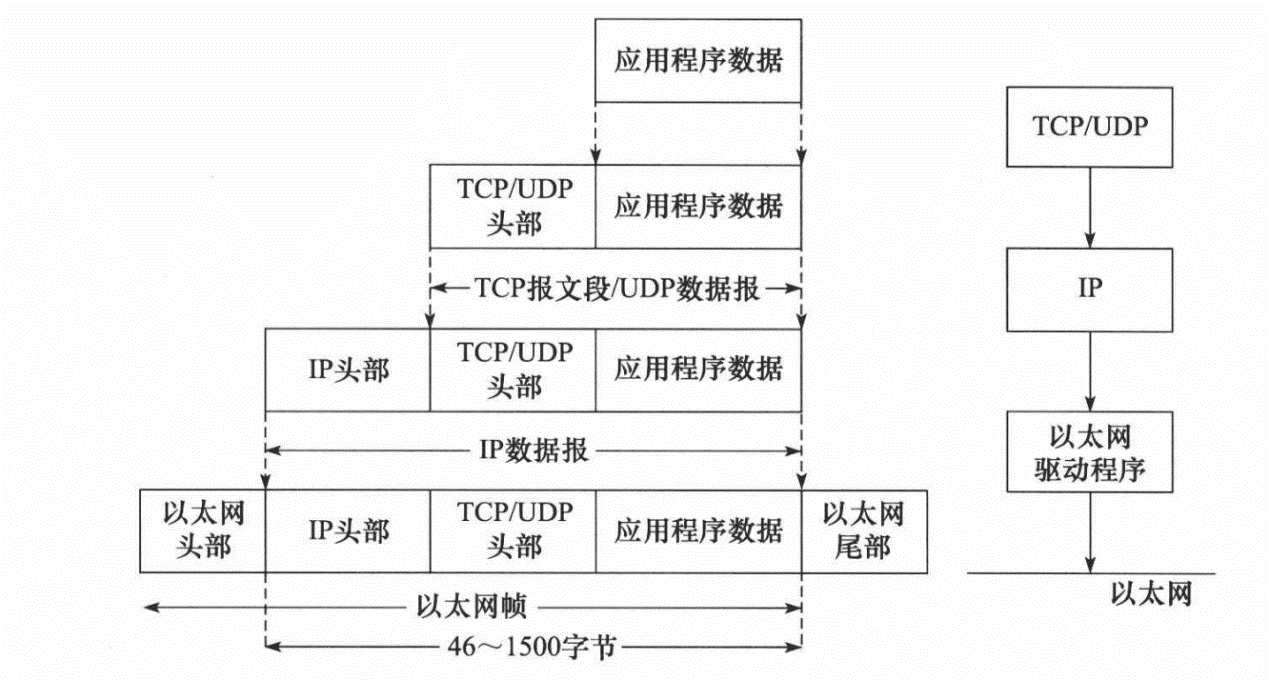 应用程序数据
TCP/UDP
头部
应用程序数据
TCP报文段/UDP数据报
IP头部
TCP/UDP
头部
应用程序数据
IP数据报
以太网
头部
IP头部
TCP/UDP
头部
应用程序数据
以太网
尾部
以太网帧
46～1500字节
TCP/UDP
IP
以太网
驱动程序
以太网